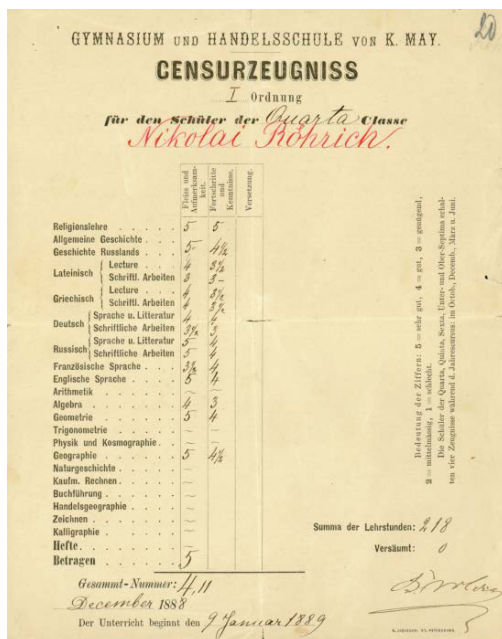 20
GYMNASIUM UND HANDELSSCHULE VON K. MAY.
CENSURZEUGNISS
I Ordnung
für den Schüler der Quarta Classe
Nikolai Röhrich.
Fleiss und Aufmerksamkeit.
Fortschritte und Kenntnisse.
Versetzung.
Religionslehre . . . . . 5 5
Allgemeine Geschichte . . . –
Geschichte Russlands . . . 5 4½
Lateinisch Lecture . . . . 4 3½
Schriftl. Arbeiten 3 3–
Griechisch Lecture . . . . 4 3½
Schriftl. Arbeiten 4 3½
Deutsch Sprache u. Litteratur 4 4
Schriftliche Arbeiten 3½ 3
Russisch Sprache u. Litteratur 5 4
Schriftliche Arbeiten 5 4
Französische Sprache . . . 3½ 4
Englische Sprache . . . . 5 4
Arithmetik . . . . . . –
Algebra . . . . . . . 4 3
Geometrie . . . . . . 5 4
Trigonometrie . . . . . –
Physik und Kosmographie . . –
Geographie . . . . . . 5 4½
Naturgeschichte . . . . . –
Kaufm. Rechnen . . . . . –
Buchführung . . . . . . –
Handelsgeographie . . . . –
Zeichnen . . . . . . . –
Kalligraphie . . . . . . –
Hefte . . . . . . . . –
Betragen . . . . . . . 5
Bedeutung der Ziffern: 5 = sehr gut, 4 = gut, 3 = genügend,
2 = mittelmässig, 1 = schlecht.
Die Schüler der Quarta, Quinta, Sexta, Unter- und Ober-Septima erhal-
ten vier Zeugnisse während d. Jahrescursus: im Octob., Decemb., März u. Juni.
Summa der Lehrstunden: 218
Versäumt: 0
Gesammt-Nummer: 4,11
December 1888
Der Unterricht beginnt den 9 Januar 1889